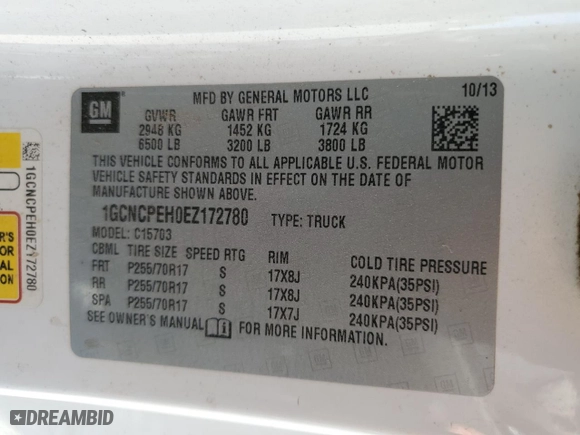 GM
MFD BY GENERAL MOTORS LLC
10/13
GVWR GAWR FRT GAWR RR
2948 KG 1452 KG 1724 KG
6500 LB 3200 LB 3800 LB
THIS VEHICLE CONFORMS TO ALL APPLICABLE U.S. FEDERAL MOTOR
VEHICLE SAFETY STANDARDS IN EFFECT ON THE DATE OF
MANUFACTURE SHOWN ABOVE.
1GCNCPEH0EZ172780 TYPE: TRUCK
MODEL: C15703
CBML TIRE SIZE SPEED RTG RIM COLD TIRE PRESSURE
FRT P255/70R17 S 17X8J 240KPA(35PSI)
RR P255/70R17 S 17X8J 240KPA(35PSI)
SPA P255/70R17 S 17X7J 240KPA(35PSI)
SEE OWNER'S MANUAL FOR MORE INFORMATION.
1GCNCPEH0EZ172780
DREAMBID